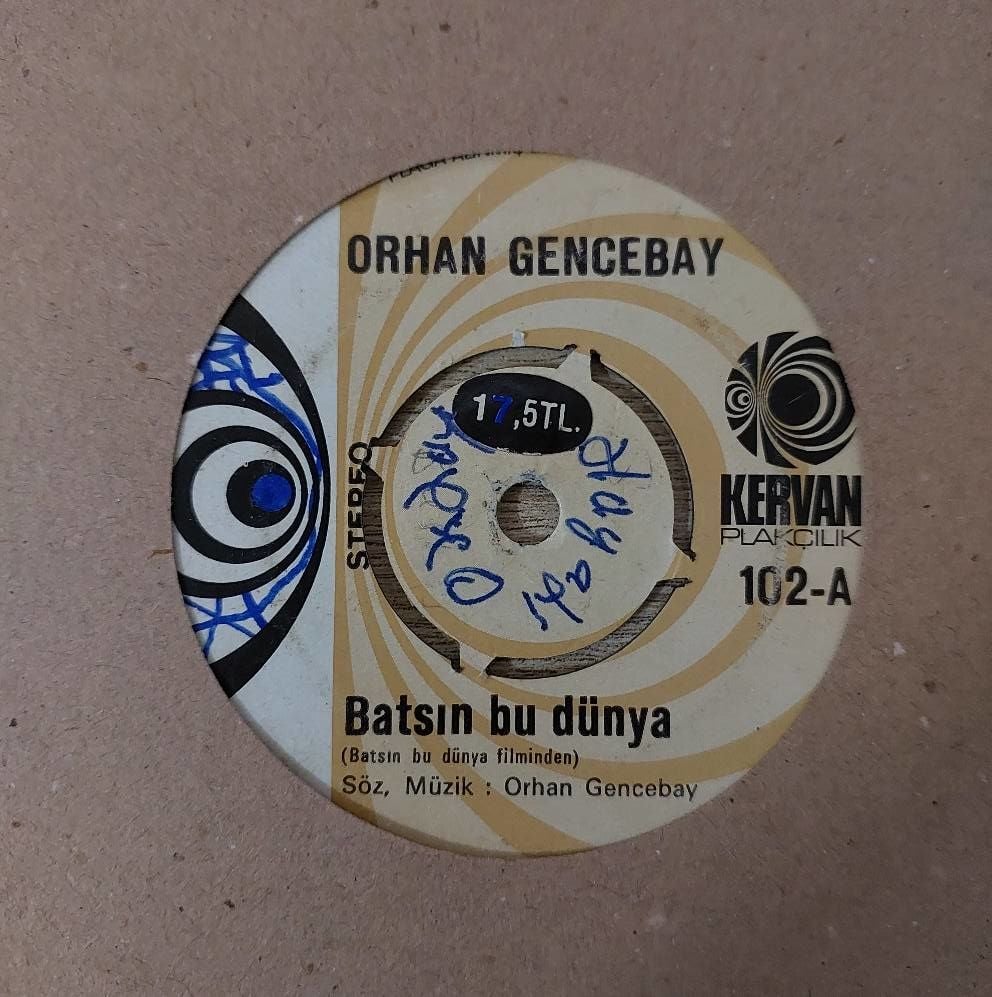 ORHAN GENCEBAY
17,5TL.
STEREO
KERVAN
PLAKÇILIK
102-A
Batsın bu dünya
(Batsın bu dünya filminden)
Söz, Müzik : Orhan Gencebay